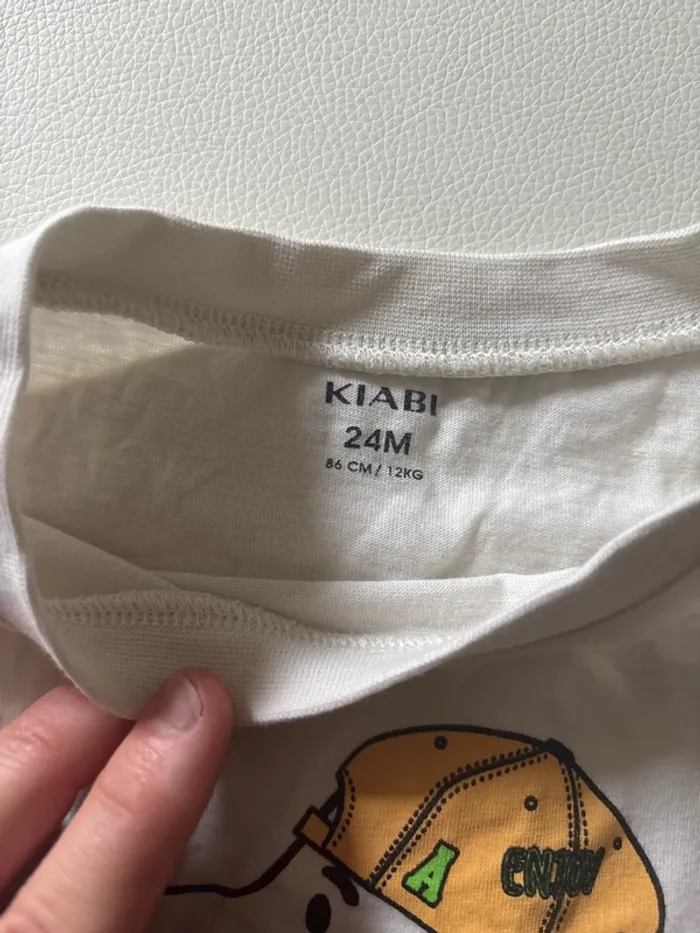 KIABI
24M
86 CM / 12KG
A ENJOY